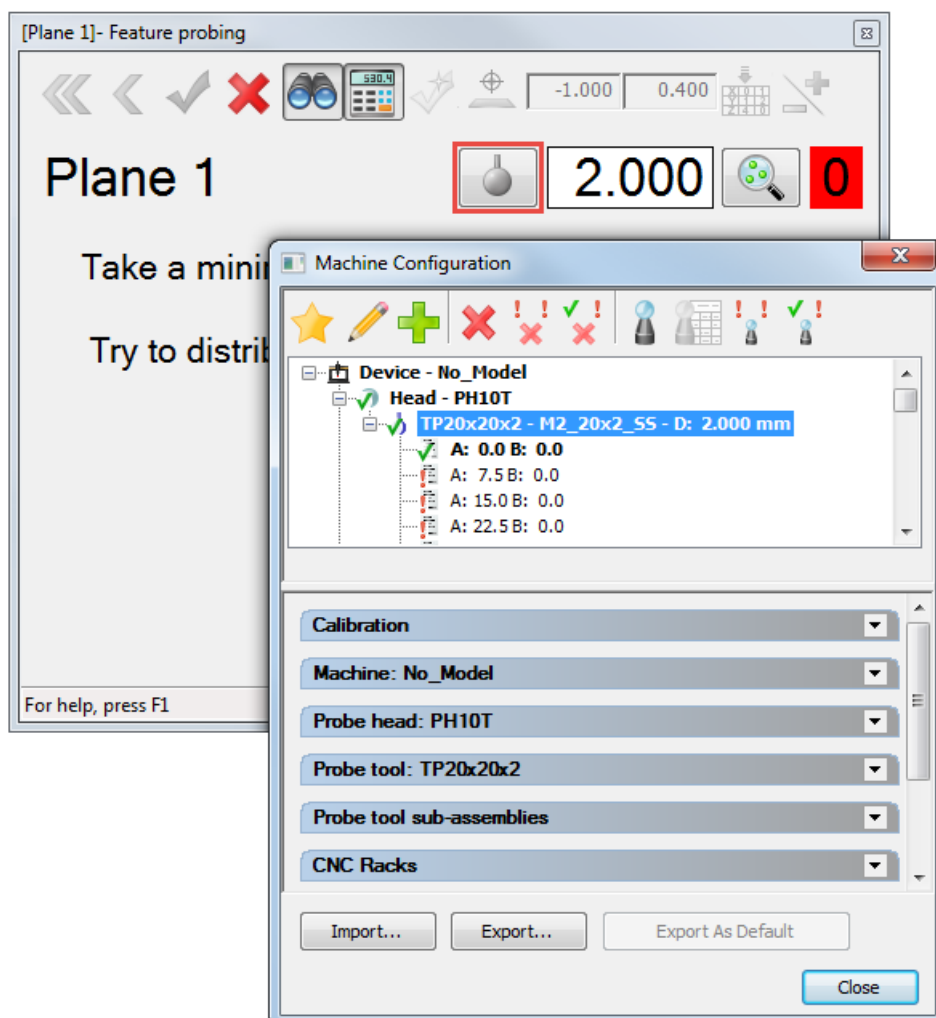 [Plane 1]- Feature probing
530.4
-1.000 0.400
Plane 1 2.000 0
Take a mini
Try to distrib
For help, press F1
Machine Configuration
Device - No_Model
Head - PH10T
TP20x20x2 - M2_20x2_SS - D: 2.000 mm
A: 0.0 B: 0.0
A: 7.5 B: 0.0
A: 15.0 B: 0.0
A: 22.5 B: 0.0
Calibration
Machine: No_Model
Probe head: PH10T
Probe tool: TP20x20x2
Probe tool sub-assemblies
CNC Racks
Import... Export... Export As Default
Close